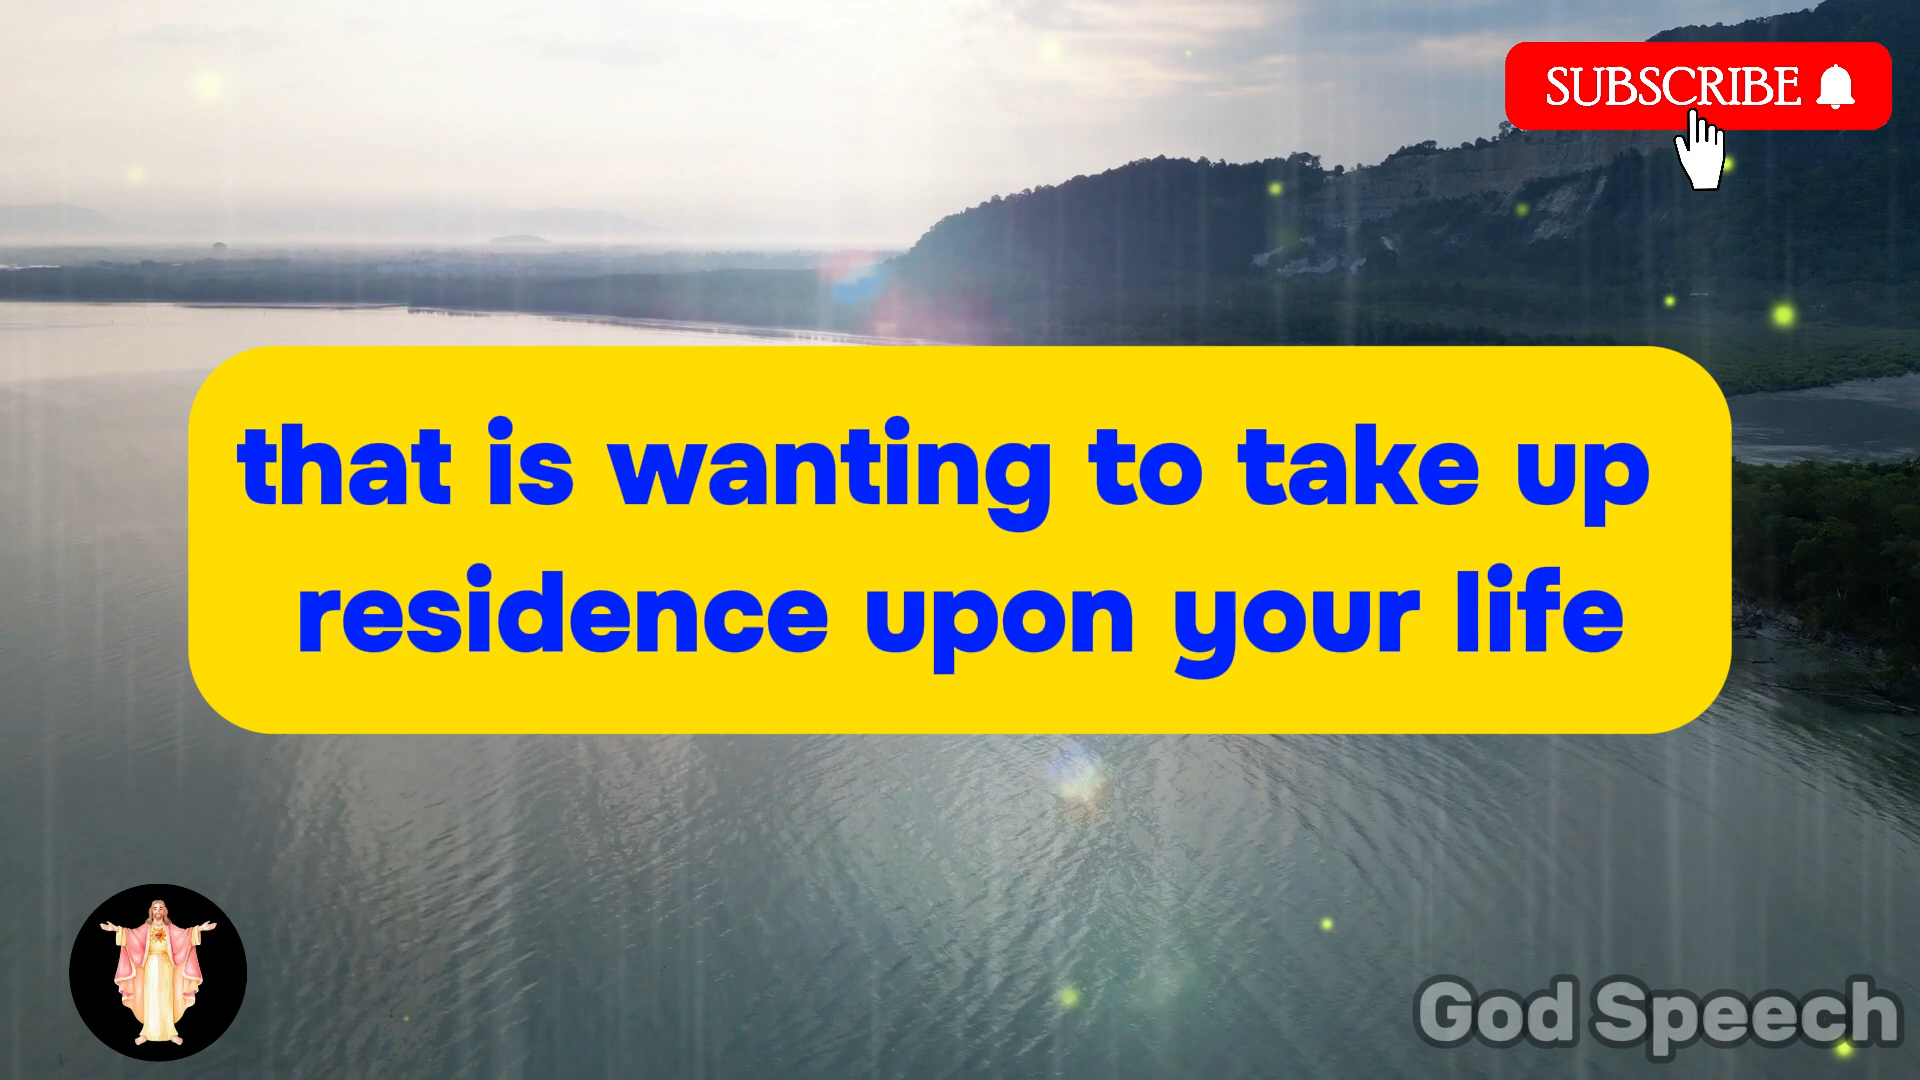 SUBSCRIBE
that is wanting to take up
residence upon your life
God Speech